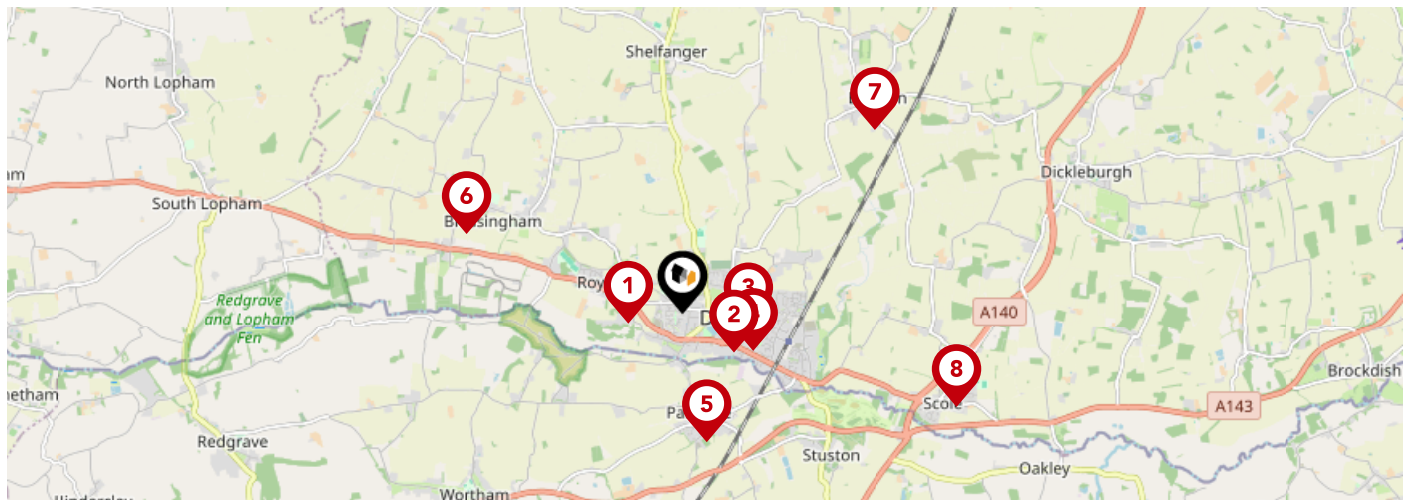 Shelfanger
North Lopham
7
Dickleburgh
South Lopham
6
1
3
Redgrave
and Lopham
Fen
2
A140
8
Brockdish
5
A143
Redgrave
Stuston
Oakley
Wortham